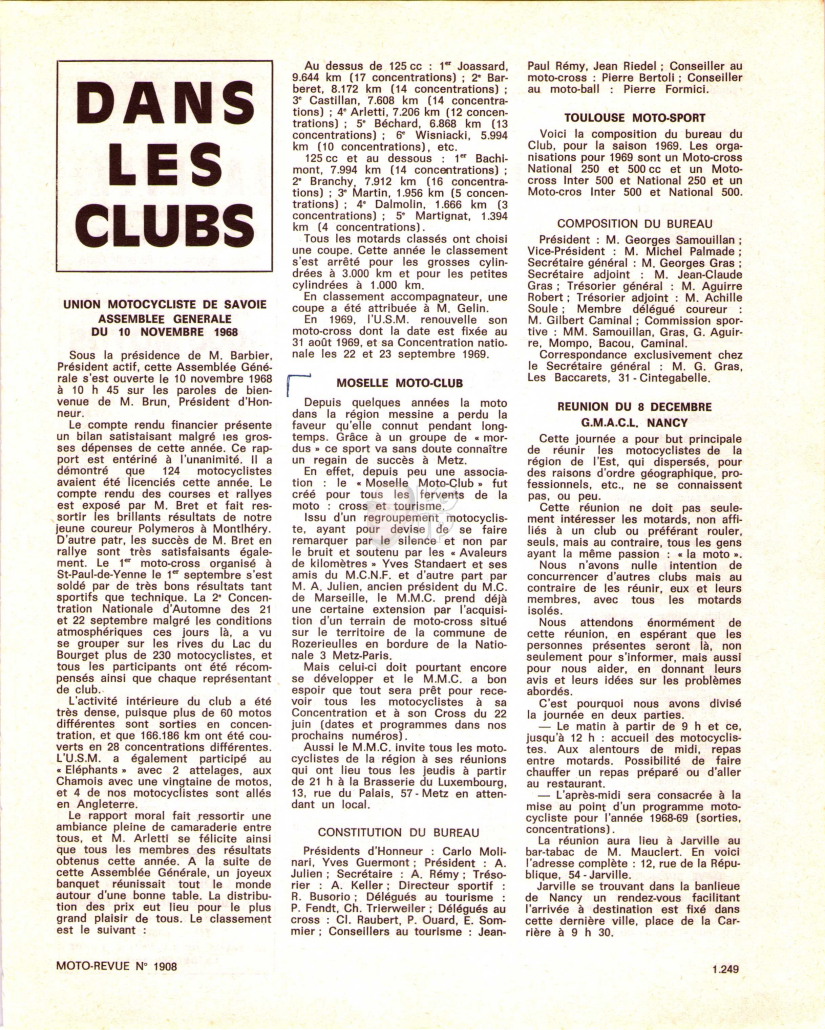 DANS
LES
CLUBS
UNION MOTOCYCLISTE DE SAVOIE
ASSEMBLEE GENERALE
DU 10 NOVEMBRE 1968
Sous la présidence de M. Barbier,
Président actif, cette Assemblée Géné-
rale s'est ouverte le 10 novembre 1968
à 10 h 45 sur les paroles de bien-
venue de M. Brun, Président d'Hon-
neur.
Le compte rendu financier présente
un bilan satistaisant malgré les gros-
ses dépenses de cette année. Ce rap-
port est entériné à l'unanimité. Il a
démontré que 124 motocyclistes
avaient été licenciés cette année. Le
compte rendu des courses et rallyes
est exposé par M. Bret et fait res-
sortir les brillants résultats de notre
jeune coureur Polymeros à Montlhéry.
D'autre patr, les succès de M. Bret en
rallye sont très satisfaisants égale-
ment. Le 1er moto-cross organisé à
St-Paul-de-Yenne le 1er septembre s'est
soldé par de très bons résultats tant
sportifs que technique. La 2e Concen-
tration Nationale d'Automne des 21
et 22 septembre malgré les conditions
atmosphériques ces jours là, a vu
se grouper sur les rives du Lac du
Bourget plus de 230 motocyclistes, et
tous les participants ont été récom-
pensés ainsi que chaque représentant
de club.
L'activité intérieure du club a été
très dense, puisque plus de 60 motos
différentes sont sorties en concen-
tration, et que 166.186 km ont été cou-
verts en 28 concentrations différentes.
L'U.S.M. a également participé au
« Eléphants » avec 2 attelages, aux
Chamois avec une vingtaine de motos,
et 4 de nos motocyclistes sont allés
en Angleterre.
Le rapport moral fait ressortir une
ambiance pleine de camaraderie entre
tous, et M. Arletti se félicite ainsi
que tous les membres des résultats
obtenus cette année. A la suite de
cette Assemblée Générale, un joyeux
banquet réunissait tout le monde
autour d'une bonne table. La distribu-
tion des prix eut lieu pour le plus
grand plaisir de tous. Le classement
est le suivant :
Au dessus de 125 cc : 1er Joassard,
9.644 km (17 concentrations) ; 2e Bar-
beret, 8.172 km (14 concentrations) ;
3e Castillan, 7.608 km (14 concentra-
tions) ; 4e Arletti, 7.206 km (12 concen-
trations) ; 5e Béchard, 6.868 km (13
concentrations) ; 6e Wisniacki, 5.994
km (10 concentrations), etc.
125 cc et au dessous : 1er Bachi-
mont, 7.994 km (14 concentrations) ;
2e Branchy, 7.912 km (16 concentra-
tions) ; 3e Martin, 1.956 km (5 concen-
trations) ; 4e Dalmolin, 1.666 km (3
concentrations) ; 5e Martignat, 1.394
km (4 concentrations).
Tous les motards classés ont choisi
une coupe. Cette année le classement
s'est arrêté pour les grosses cylin-
drées à 3.000 km et pour les petites
cylindrées à 1.000 km.
En classement accompagnateur, une
coupe a été attribuée à M. Gelin.
En 1969, l'U.S.M. renouvelle son
moto-cross dont la date est fixée au
31 août 1969, et sa Concentration natio-
nale les 22 et 23 septembre 1969.
MOSELLE MOTO-CLUB
Depuis quelques années la moto
dans la région messine a perdu la
faveur qu'elle connut pendant long-
temps. Grâce à un groupe de « mor-
dus » ce sport va sans doute connaître
un regain de succès à Metz.
En effet, depuis peu une associa-
tion : le « Moselle Moto-Club » fut
créé pour tous les fervents de la
moto : cross et tourisme.
Issu d'un regroupement motocyclis-
te, ayant pour devise de se faire
remarquer par le silence et non par
le bruit et soutenu par les « Avaleurs
de kilomètres » Yves Standaert et ses
amis du M.C.N.F. et d'autre part par
M. A. Julien, ancien président du M.C.
de Marseille, le M.M.C. prend déjà
une certaine extension par l'acquisi-
tion d'un terrain de moto-cross situé
sur le territoire de la commune de
Rozerieulles en bordure de la Natio-
nale 3 Metz-Paris.
Mais celui-ci doit pourtant encore
se développer et le M.M.C. a bon
espoir que tout sera prêt pour rece-
voir tous les motocyclistes à sa
Concentration et à son Cross du 22
juin (dates et programmes dans nos
prochains numéros).
Aussi le M.M.C. invite tous les moto-
cyclistes de la région à ses réunions
qui ont lieu tous les jeudis à partir
de 21 h à la Brasserie du Luxembourg,
13, rue du Palais, 57 - Metz en atten-
dant un local.
CONSTITUTION DU BUREAU
Présidents d'Honneur : Carlo Moli-
nari, Yves Guermont ; Président : A.
Julien ; Secrétaire : A. Rémy ; Tréso-
rier : A. Keller ; Directeur sportif :
R. Busorio ; Délégués au tourisme :
P. Fendt, Ch. Trierweiler ; Délégués au
cross : Cl. Raubert, P. Ouard, E. Som-
mier ; Conseillers au tourisme : Jean-
Paul Rémy, Jean Riedel ; Conseiller au
moto-cross : Pierre Bertoli ; Conseiller
au moto-ball : Pierre Formici.
TOULOUSE MOTO-SPORT
Voici la composition du bureau du
Club, pour la saison 1969. Les orga-
nisations pour 1969 sont un Moto-cross
National 250 et 500 cc et un Moto-
cross Inter 500 et National 250 et un
Moto-cros Inter 500 et National 500.
COMPOSITION DU BUREAU
Président : M. Georges Samouillan ;
Vice-Président : M. Michel Palmade ;
Secrétaire général : M. Georges Gras ;
Secrétaire adjoint : M. Jean-Claude
Gras ; Trésorier général : M. Aguirre
Robert ; Trésorier adjoint : M. Achille
Soule ; Membre délégué coureur :
M. Gilbert Caminal ; Commission spor-
tive : MM. Samouillan, Gras, G. Aguir-
re, Mompo, Bacou, Caminal.
Correspondance exclusivement chez
le Secrétaire général : M. G. Gras,
Les Baccarets, 31 - Cintegabelle.
REUNION DU 8 DECEMBRE
G.M.A.C.L. NANCY
Cette journée a pour but principale
de réunir les motocyclistes de la
région de l'Est, qui dispersés, pour
des raisons d'ordre géographique, pro-
fessionnels, etc., ne se connaissent
pas, ou peu.
Cette réunion ne doit pas seule-
ment intéresser les motards, non affi-
liés à un club ou préférant rouler,
seuls, mais au contraire, tous les gens
ayant la même passion : « la moto ».
Nous n'avons nulle intention de
concurrencer d'autres clubs mais au
contraire de les réunir, eux et leurs
membres, avec tous les motards
isolés.
Nous attendons énormément de
cette réunion, en espérant que les
personnes présentes seront là, non
seulement pour s'informer, mais aussi
pour nous aider, en donnant leurs
avis et leurs idées sur les problèmes
abordés.
C'est pourquoi nous avons divisé
la journée en deux parties.
— Le matin à partir de 9 h et ce,
jusqu'à 12 h : accueil des motocyclis-
tes. Aux alentours de midi, repas
entre motards. Possibilité de faire
chauffer un repas préparé ou d'aller
au restaurant.
— L'après-midi sera consacrée à la
mise au point d'un programme moto-
cycliste pour l'année 1968-69 (sorties,
concentrations).
La réunion aura lieu à Jarville au
bar-tabac de M. Mauclert. En voici
l'adresse complète : 12, rue de la Répu-
blique, 54 - Jarville.
Jarville se trouvant dans la banlieue
de Nancy un rendez-vous facilitant
l'arrivée à destination est fixé dans
cette dernière ville, place de la Car-
rière à 9 h 30.
MOTO-REVUE N° 1908
1.249